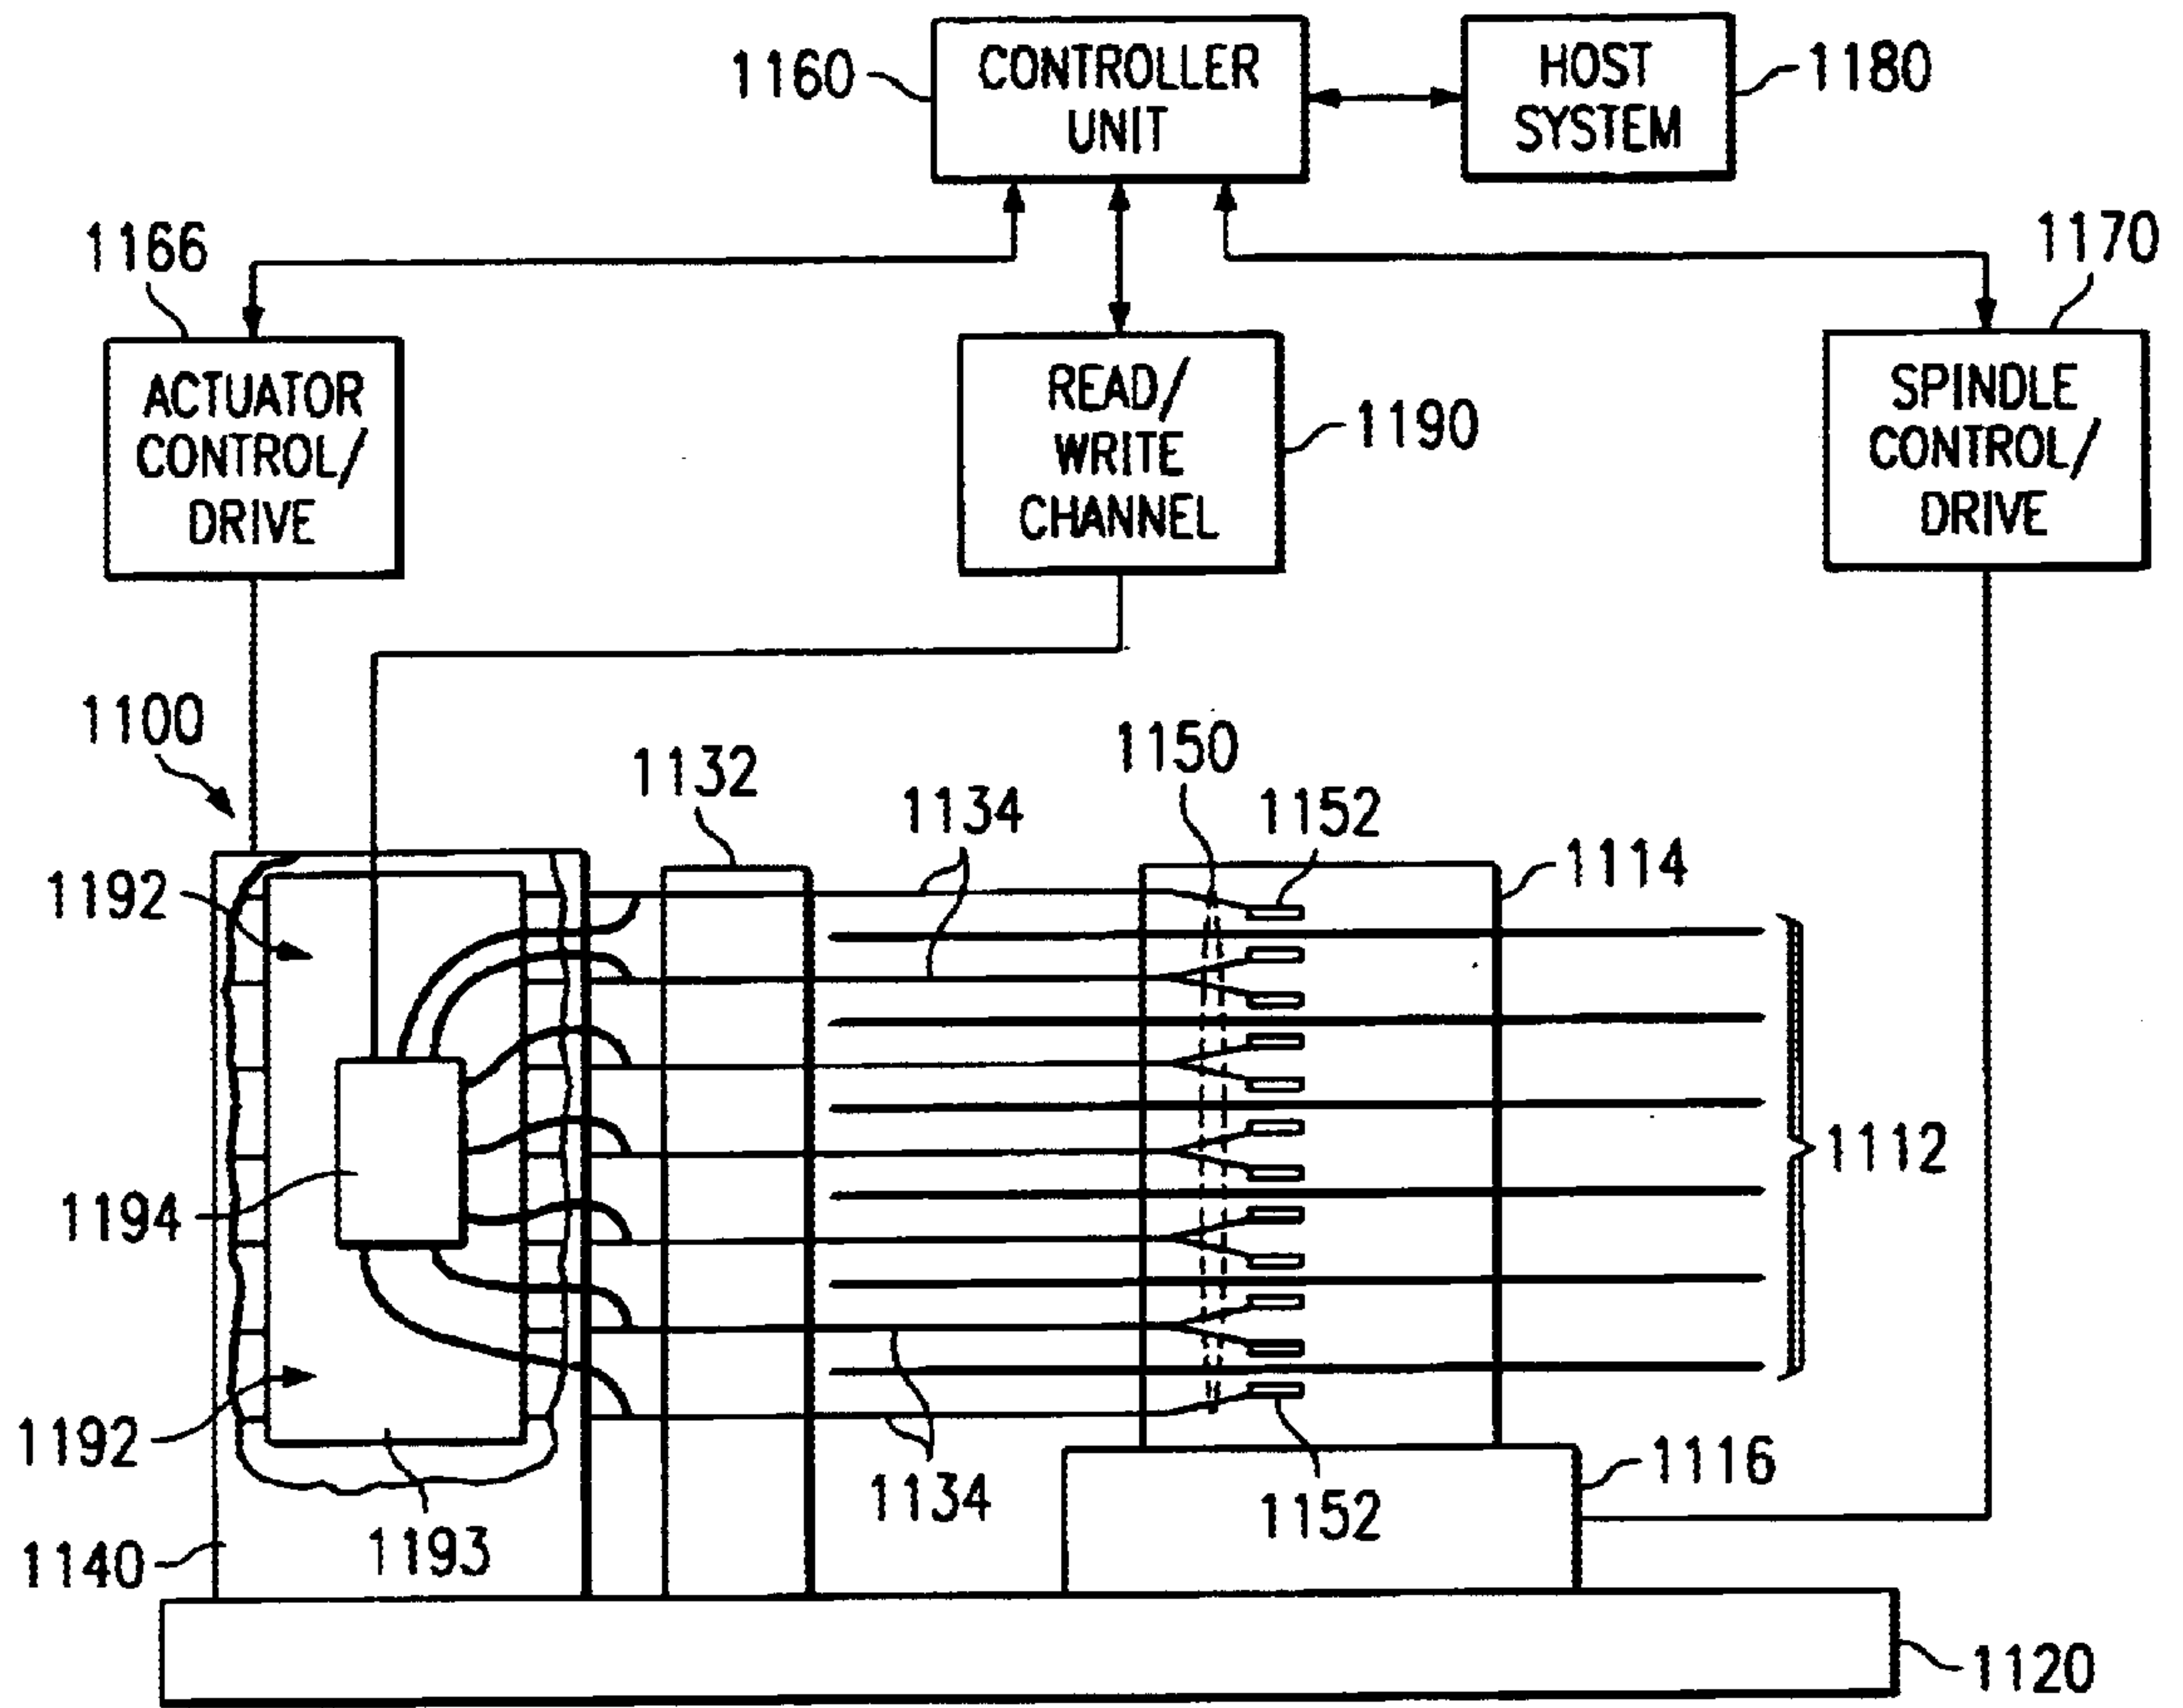 1160
CONTROLLER
UNIT
HOST
SYSTEM
1180
1166
1170
ACTUATOR
CONTROL/
DRIVE
READ/
WRITE
CHANNEL
1190
SPINDLE
CONTROL/
DRIVE
1100
1132
1134
1150
1152
1114
1192
1112
1194
1192
1193
1134
1152
1116
1140
1120